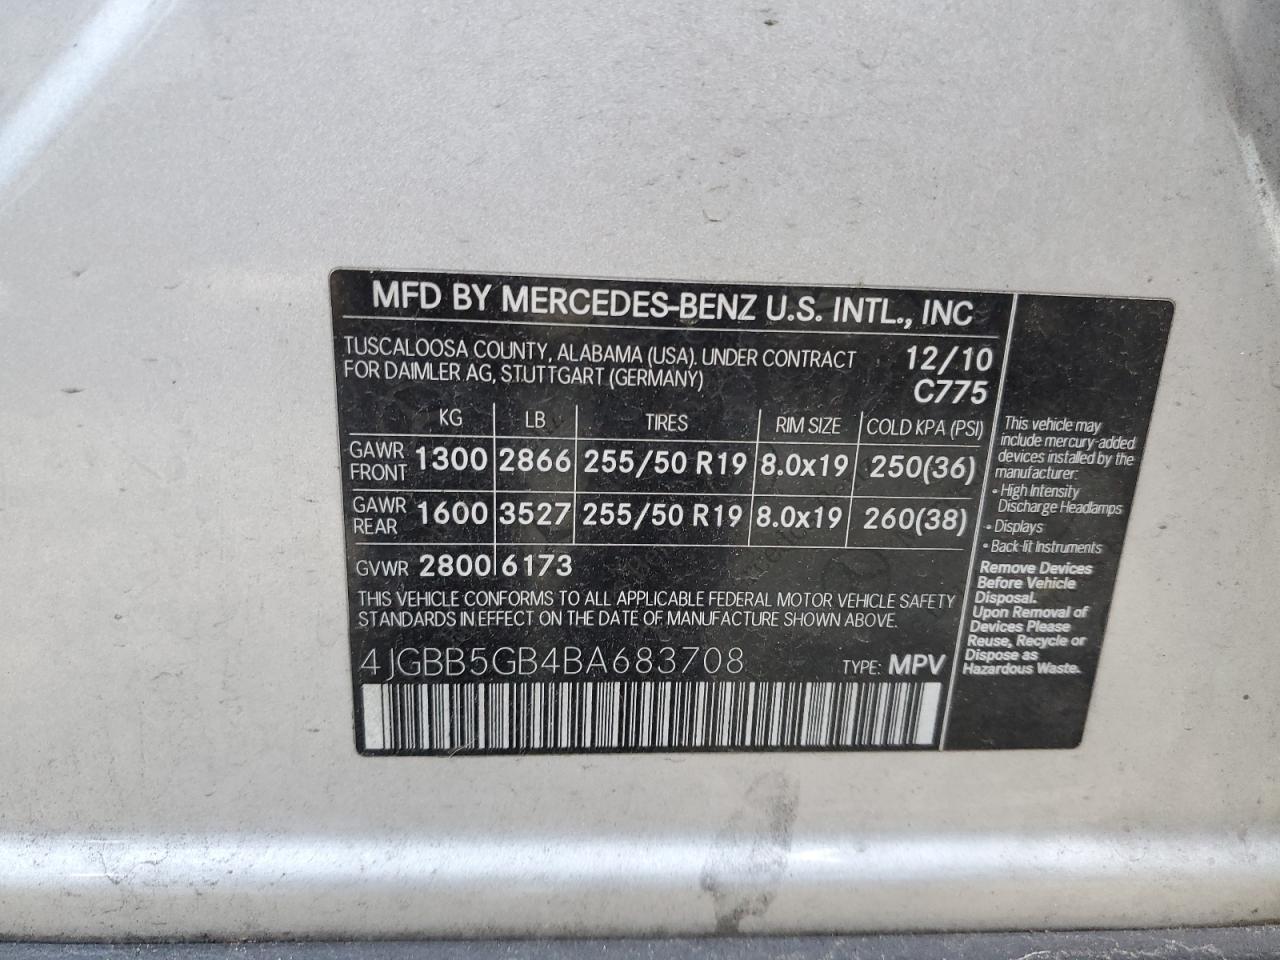 MFD BY MERCEDES-BENZ U.S. INTL., INC
TUSCALOOSA COUNTY, ALABAMA (USA), UNDER CONTRACT
FOR DAIMLER AG, STUTTGART (GERMANY)
12/10
C775
KG LB TIRES RIM SIZE COLD KPA (PSI)
GAWR FRONT 1300 2866 255/50 R19 8.0x19 250(36)
GAWR REAR 1600 3527 255/50 R19 8.0x19 260(38)
GVWR 2800 6173
THIS VEHICLE CONFORMS TO ALL APPLICABLE FEDERAL MOTOR VEHICLE SAFETY
STANDARDS IN EFFECT ON THE DATE OF MANUFACTURE SHOWN ABOVE.
4JGBB5GB4BA683708 TYPE: MPV
This vehicle may
include mercury-added
devices installed by the
manufacturer:
• High Intensity
Discharge Headlamps
• Displays
• Back-lit Instruments
Remove Devices
Before Vehicle
Disposal.
Upon Removal of
Devices Please
Reuse, Recycle or
Dispose as
Hazardous Waste.